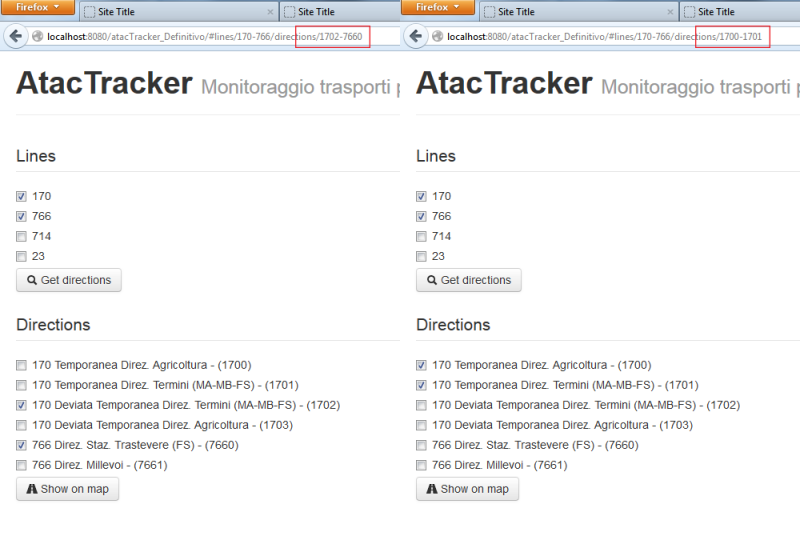 Firefox
Site Title
Site Title
localhost:8080/atacTracker_Definitivo/#lines/170-766/directions/1702-7660
AtacTracker Monitoraggio trasporti p
Lines
170
766
714
23
Get directions
Directions
170 Temporanea Direz. Agricoltura - (1700)
170 Temporanea Direz. Termini (MA-MB-FS) - (1701)
170 Deviata Temporanea Direz. Termini (MA-MB-FS) - (1702)
170 Deviata Temporanea Direz. Agricoltura - (1703)
766 Direz. Staz. Trastevere (FS) - (7660)
766 Direz. Millevoi - (7661)
Show on map
Firefox
Site Title
Site Title
localhost:8080/atacTracker_Definitivo/#lines/170-766/directions/1700-1701
AtacTracker Monitoraggio trasporti p
Lines
170
766
714
23
Get directions
Directions
170 Temporanea Direz. Agricoltura - (1700)
170 Temporanea Direz. Termini (MA-MB-FS) - (1701)
170 Deviata Temporanea Direz. Termini (MA-MB-FS) - (1702)
170 Deviata Temporanea Direz. Agricoltura - (1703)
766 Direz. Staz. Trastevere (FS) - (7660)
766 Direz. Millevoi - (7661)
Show on map